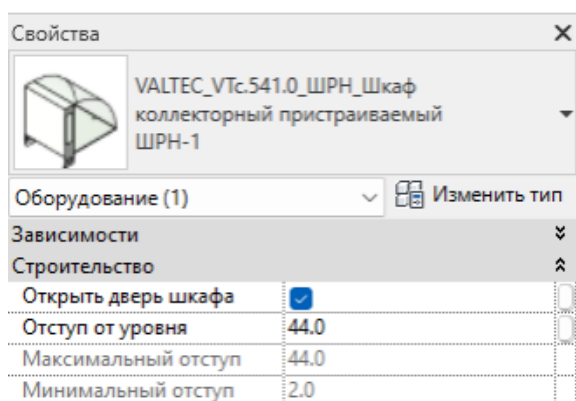 Свойства
VALTEC_VTc.541.0_ШРН_Шкаф
коллекторный пристраиваемый
ШРН-1
Оборудование (1) Изменить тип
Зависимости
Строительство
Открыть дверь шкафа
Отступ от уровня 44.0
Максимальный отступ 44.0
Минимальный отступ 2.0